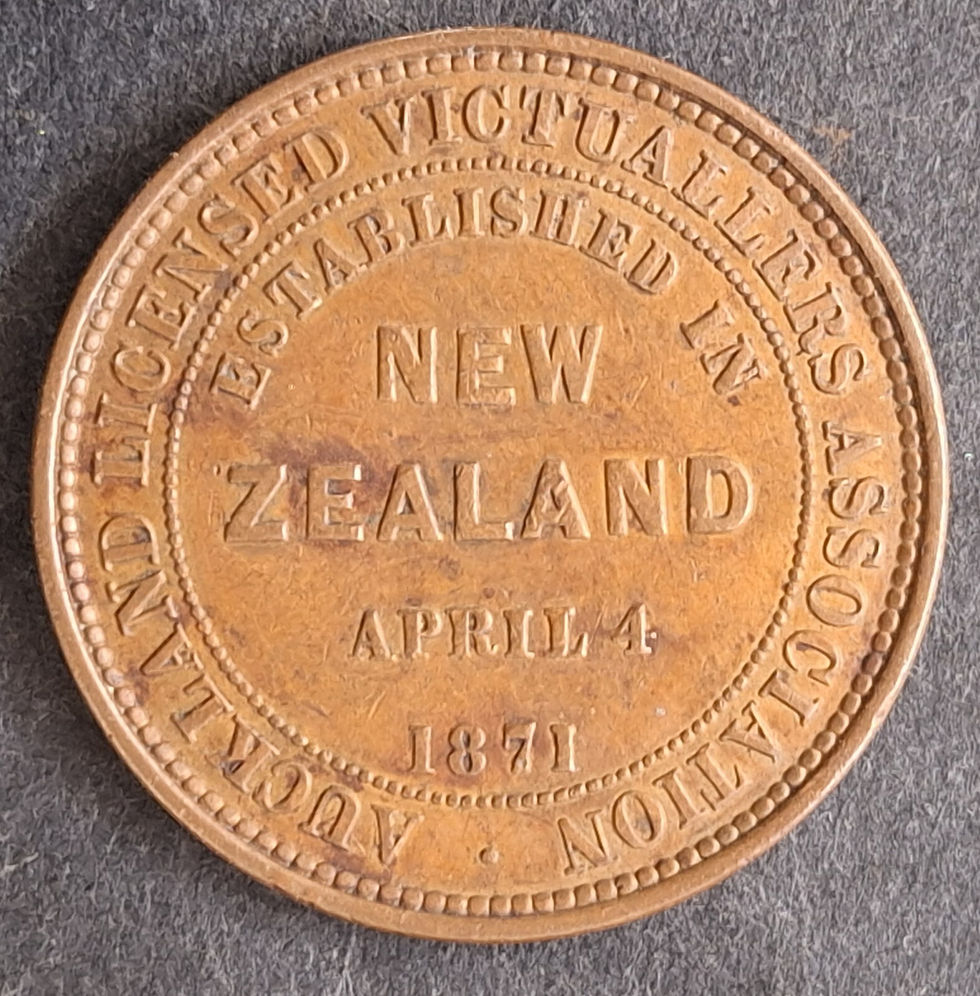 AUCKLAND LICENSED VICTUALLERS ASSOCIATION
ESTABLISHED IN
NEW
ZEALAND
APRIL 4
1871